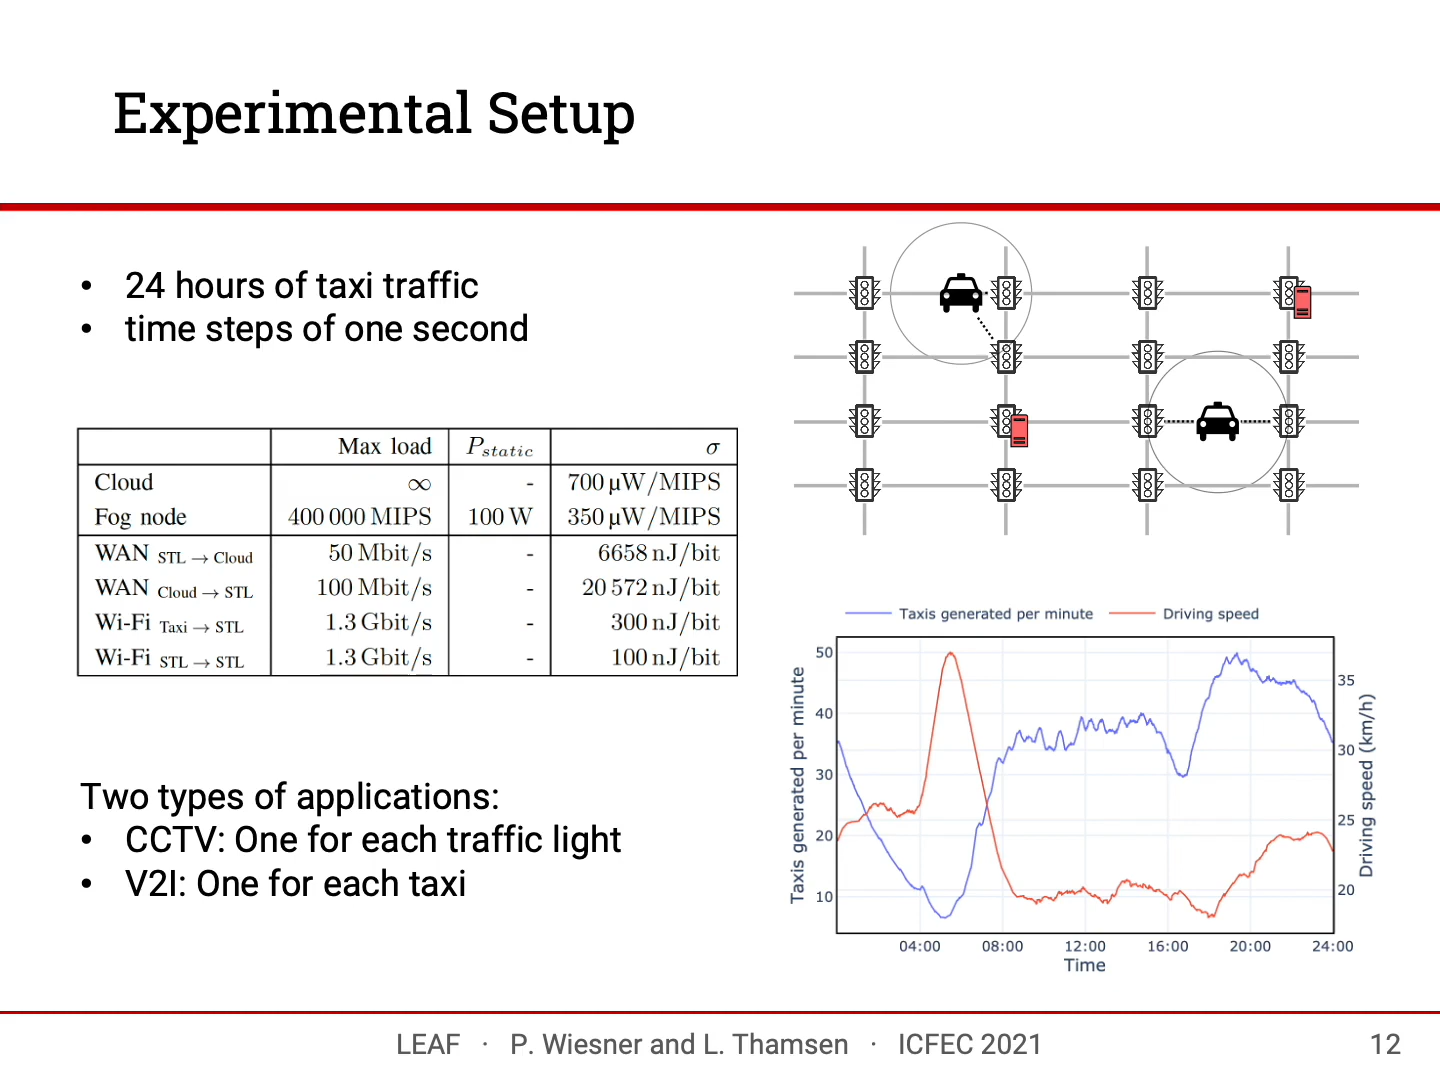 Experimental Setup
• 24 hours of taxi traffic
• time steps of one second
Max load P_static σ
Cloud ∞ - 700 µW/MIPS
Fog node 400 000 MIPS 100 W 350 µW/MIPS
WAN STL → Cloud 50 Mbit/s - 6658 nJ/bit
WAN Cloud → STL 100 Mbit/s - 20 572 nJ/bit
Wi-Fi Taxi → STL 1.3 Gbit/s - 300 nJ/bit
Wi-Fi STL → STL 1.3 Gbit/s - 100 nJ/bit
Two types of applications:
• CCTV: One for each traffic light
• V2I: One for each taxi
Taxis generated per minute Driving speed
Taxis generated per minute
50
40
30
20
10
35
30
25
20
Driving speed (km/h)
04:00 08:00 12:00 16:00 20:00 24:00
Time
LEAF · P. Wiesner and L. Thamsen · ICFEC 2021
12